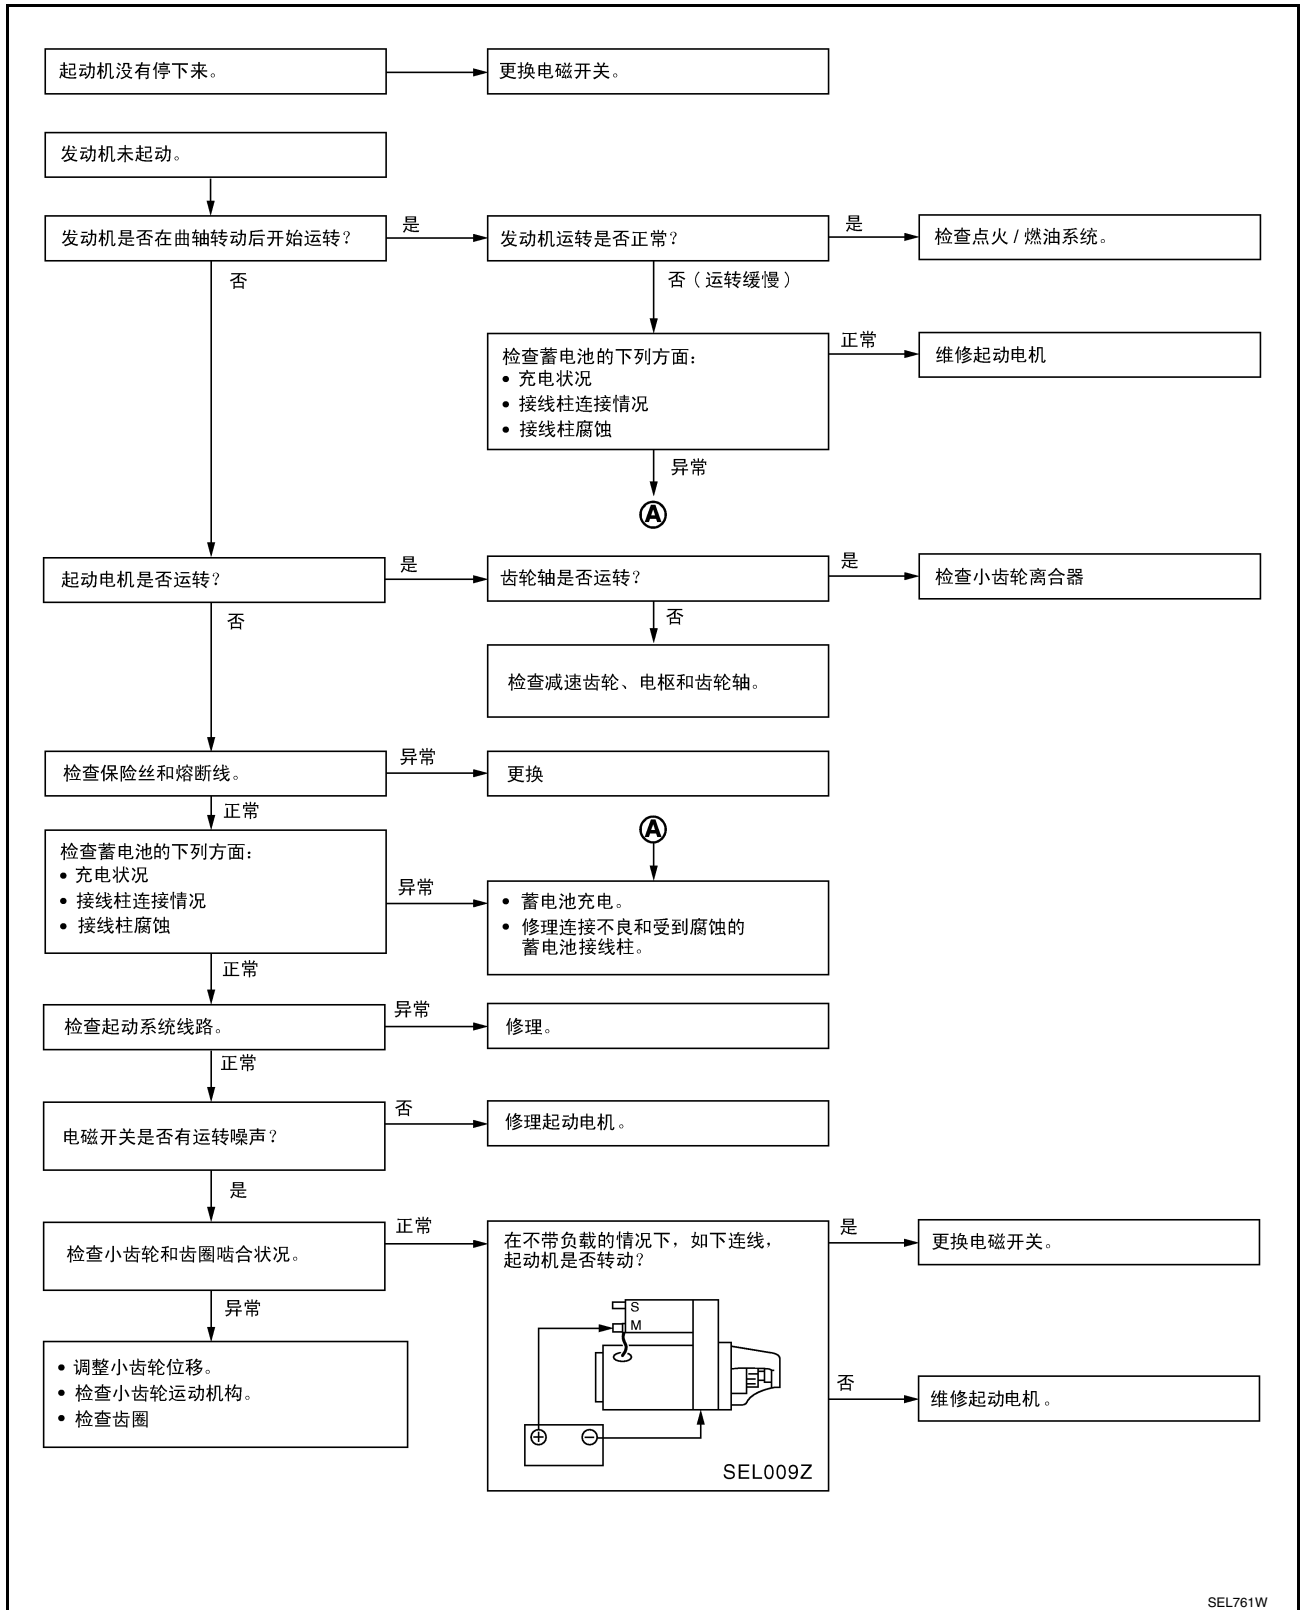 起动机没有停下来。
更换电磁开关。
发动机未起动。
发动机是否在曲轴转动后开始运转？
是
发动机运转是否正常？
是
检查点火 / 燃油系统。
否
否（运转缓慢）
检查蓄电池的下列方面：
• 充电状况
• 接线柱连接情况
• 接线柱腐蚀
正常
维修起动电机
异常
A
起动电机是否运转？
是
齿轮轴是否运转？
是
检查小齿轮离合器
否
否
检查减速齿轮、电枢和齿轮轴。
检查保险丝和熔断线。
异常
更换
正常
A
检查蓄电池的下列方面：
• 充电状况
• 接线柱连接情况
• 接线柱腐蚀
异常
• 蓄电池充电。
• 修理连接不良和受到腐蚀的
蓄电池接线柱。
正常
检查起动系统线路。
异常
修理。
正常
电磁开关是否有运转噪声？
否
修理起动电机。
是
检查小齿轮和齿圈啮合状况。
正常
在不带负载的情况下，如下连线，
起动机是否转动？
S
M
+ −
SEL009Z
是
更换电磁开关。
否
维修起动电机。
异常
• 调整小齿轮位移。
• 检查小齿轮运动机构。
• 检查齿圈
SEL761W